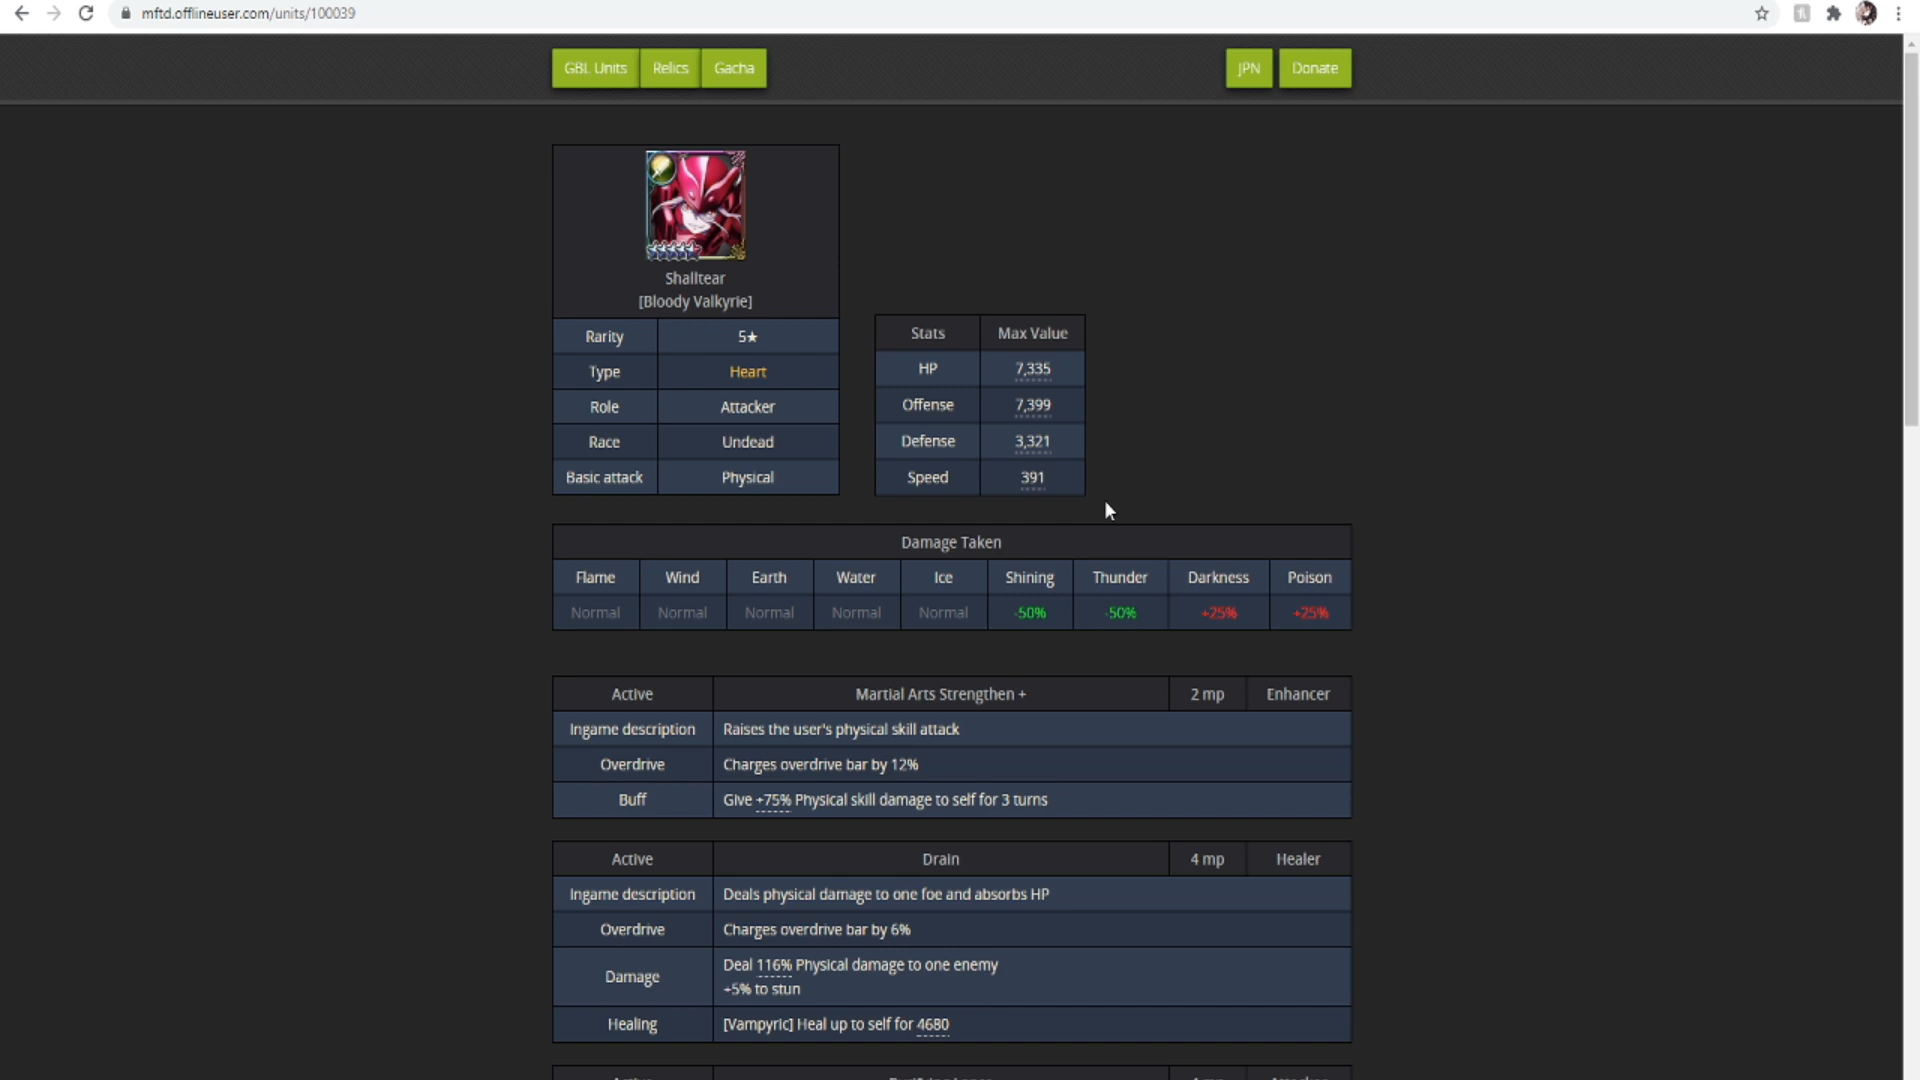 mftd.offlineuser.com/units/100039
GBL Units Relics Gacha JPN Donate
Shalltear
[Bloody Valkyrie]
Rarity 5★
Type Heart
Role Attacker
Race Undead
Basic attack Physical
Stats Max Value
HP 7,335
Offense 7,399
Defense 3,321
Speed 391
Damage Taken
Flame Wind Earth Water Ice Shining Thunder Darkness Poison
Normal Normal Normal Normal Normal -50% -50% +25% +25%
Active Martial Arts Strengthen + 2 mp Enhancer
Ingame description Raises the user's physical skill attack
Overdrive Charges overdrive bar by 12%
Buff Give +75% Physical skill damage to self for 3 turns
Active Drain 4 mp Healer
Ingame description Deals physical damage to one foe and absorbs HP
Overdrive Charges overdrive bar by 6%
Damage Deal 116% Physical damage to one enemy
+5% to stun
Healing [Vampyric] Heal up to self for 4680